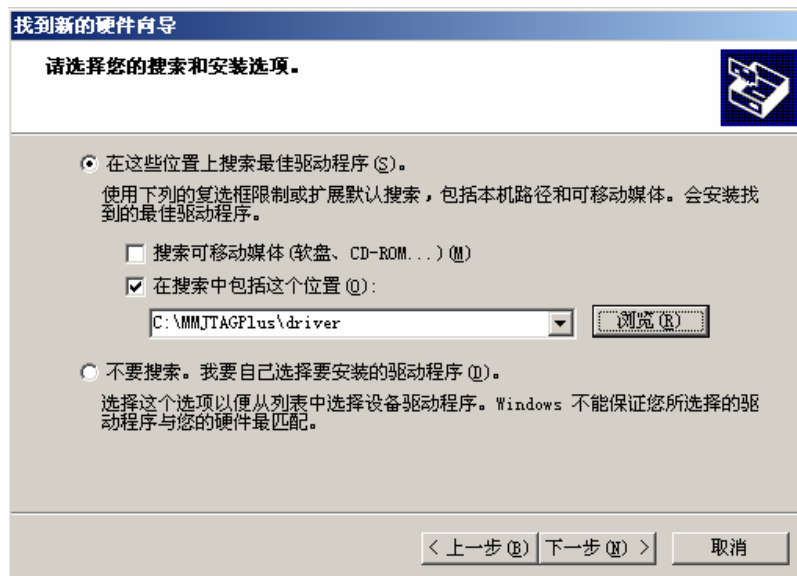 找到新的硬件向导
请选择您的搜索和安装选项。
在这些位置上搜索最佳驱动程序(S)。
使用下列的复选框限制或扩展默认搜索，包括本机路径和可移动媒体。会安装找
到的最佳驱动程序。
搜索可移动媒体(软盘、CD-ROM...)(M)
在搜索中包括这个位置(O):
C:\MMJTAGPlus\driver
浏览(R)
不要搜索。我要自己选择要安装的驱动程序(D)。
选择这个选项以便从列表中选择设备驱动程序。Windows 不能保证您所选择的驱
动程序与您的硬件最匹配。
< 上一步(B) 下一步(N) > 取消